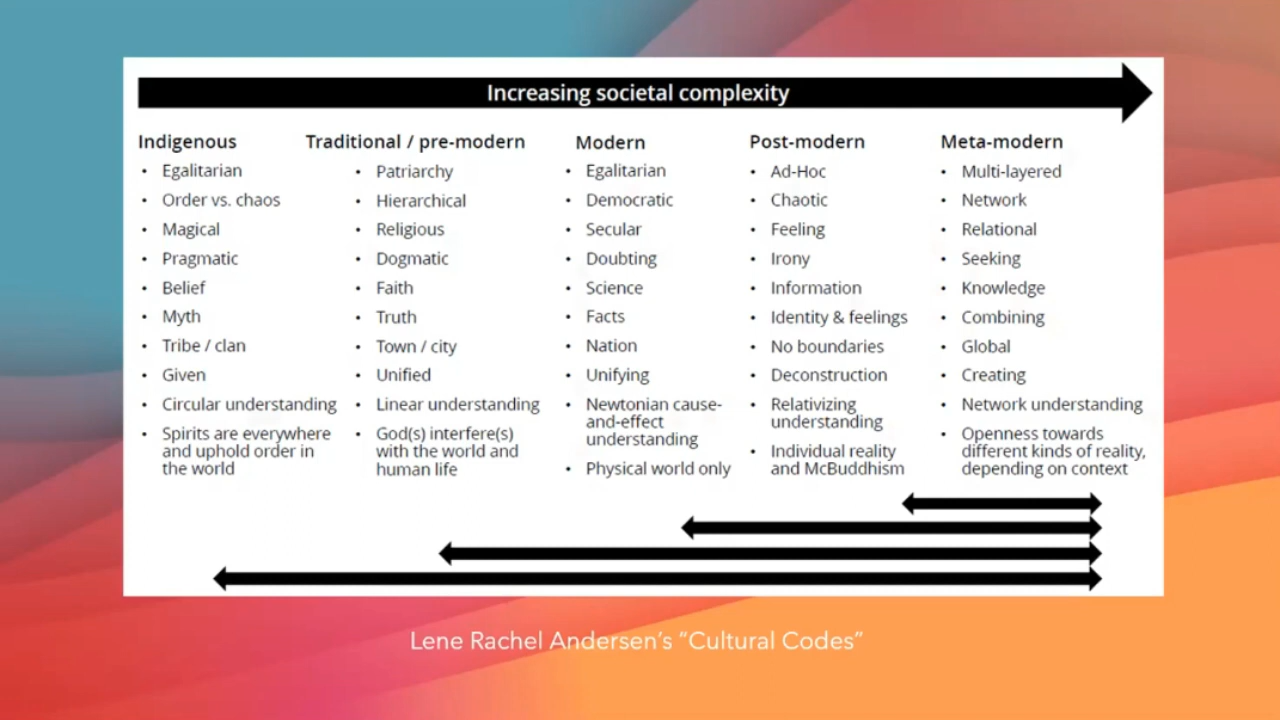 Increasing societal complexity
Indigenous
• Egalitarian
• Order vs. chaos
• Magical
• Pragmatic
• Belief
• Myth
• Tribe / clan
• Given
• Circular understanding
• Spirits are everywhere
and uphold order in
the world
Traditional / pre-modern
• Patriarchy
• Hierarchical
• Religious
• Dogmatic
• Faith
• Truth
• Town / city
• Unified
• Linear understanding
• God(s) interfere(s)
with the world and
human life
Modern
• Egalitarian
• Democratic
• Secular
• Doubting
• Science
• Facts
• Nation
• Unifying
• Newtonian cause-
and-effect
understanding
• Physical world only
Post-modern
• Ad-Hoc
• Chaotic
• Feeling
• Irony
• Information
• Identity & feelings
• No boundaries
• Deconstruction
• Relativizing
understanding
• Individual reality
and McBuddhism
Meta-modern
• Multi-layered
• Network
• Relational
• Seeking
• Knowledge
• Combining
• Global
• Creating
• Network understanding
• Openness towards
different kinds of reality,
depending on context
Lene Rachel Andersen's "Cultural Codes"